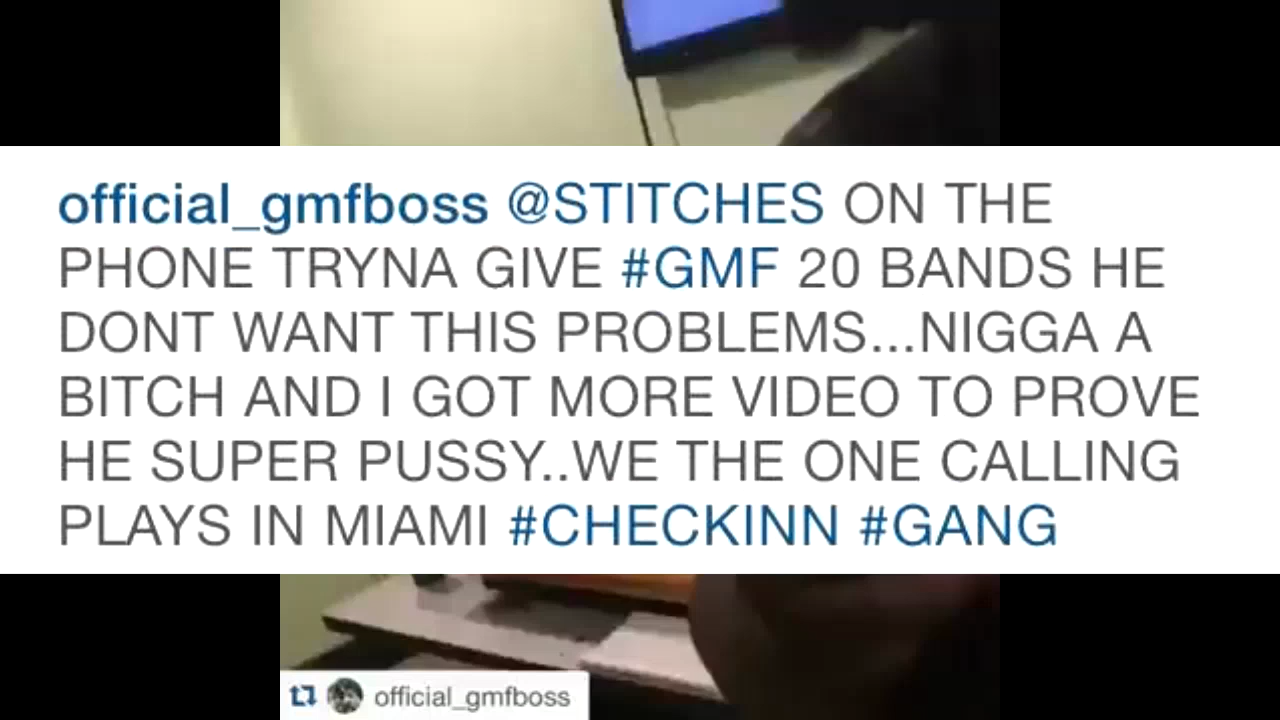 official_gmfboss @STITCHES ON THE
PHONE TRYNA GIVE #GMF 20 BANDS HE
DONT WANT THIS PROBLEMS...NIGGA A
BITCH AND I GOT MORE VIDEO TO PROVE
HE SUPER PUSSY..WE THE ONE CALLING
PLAYS IN MIAMI #CHECKINN #GANG
official_gmfboss